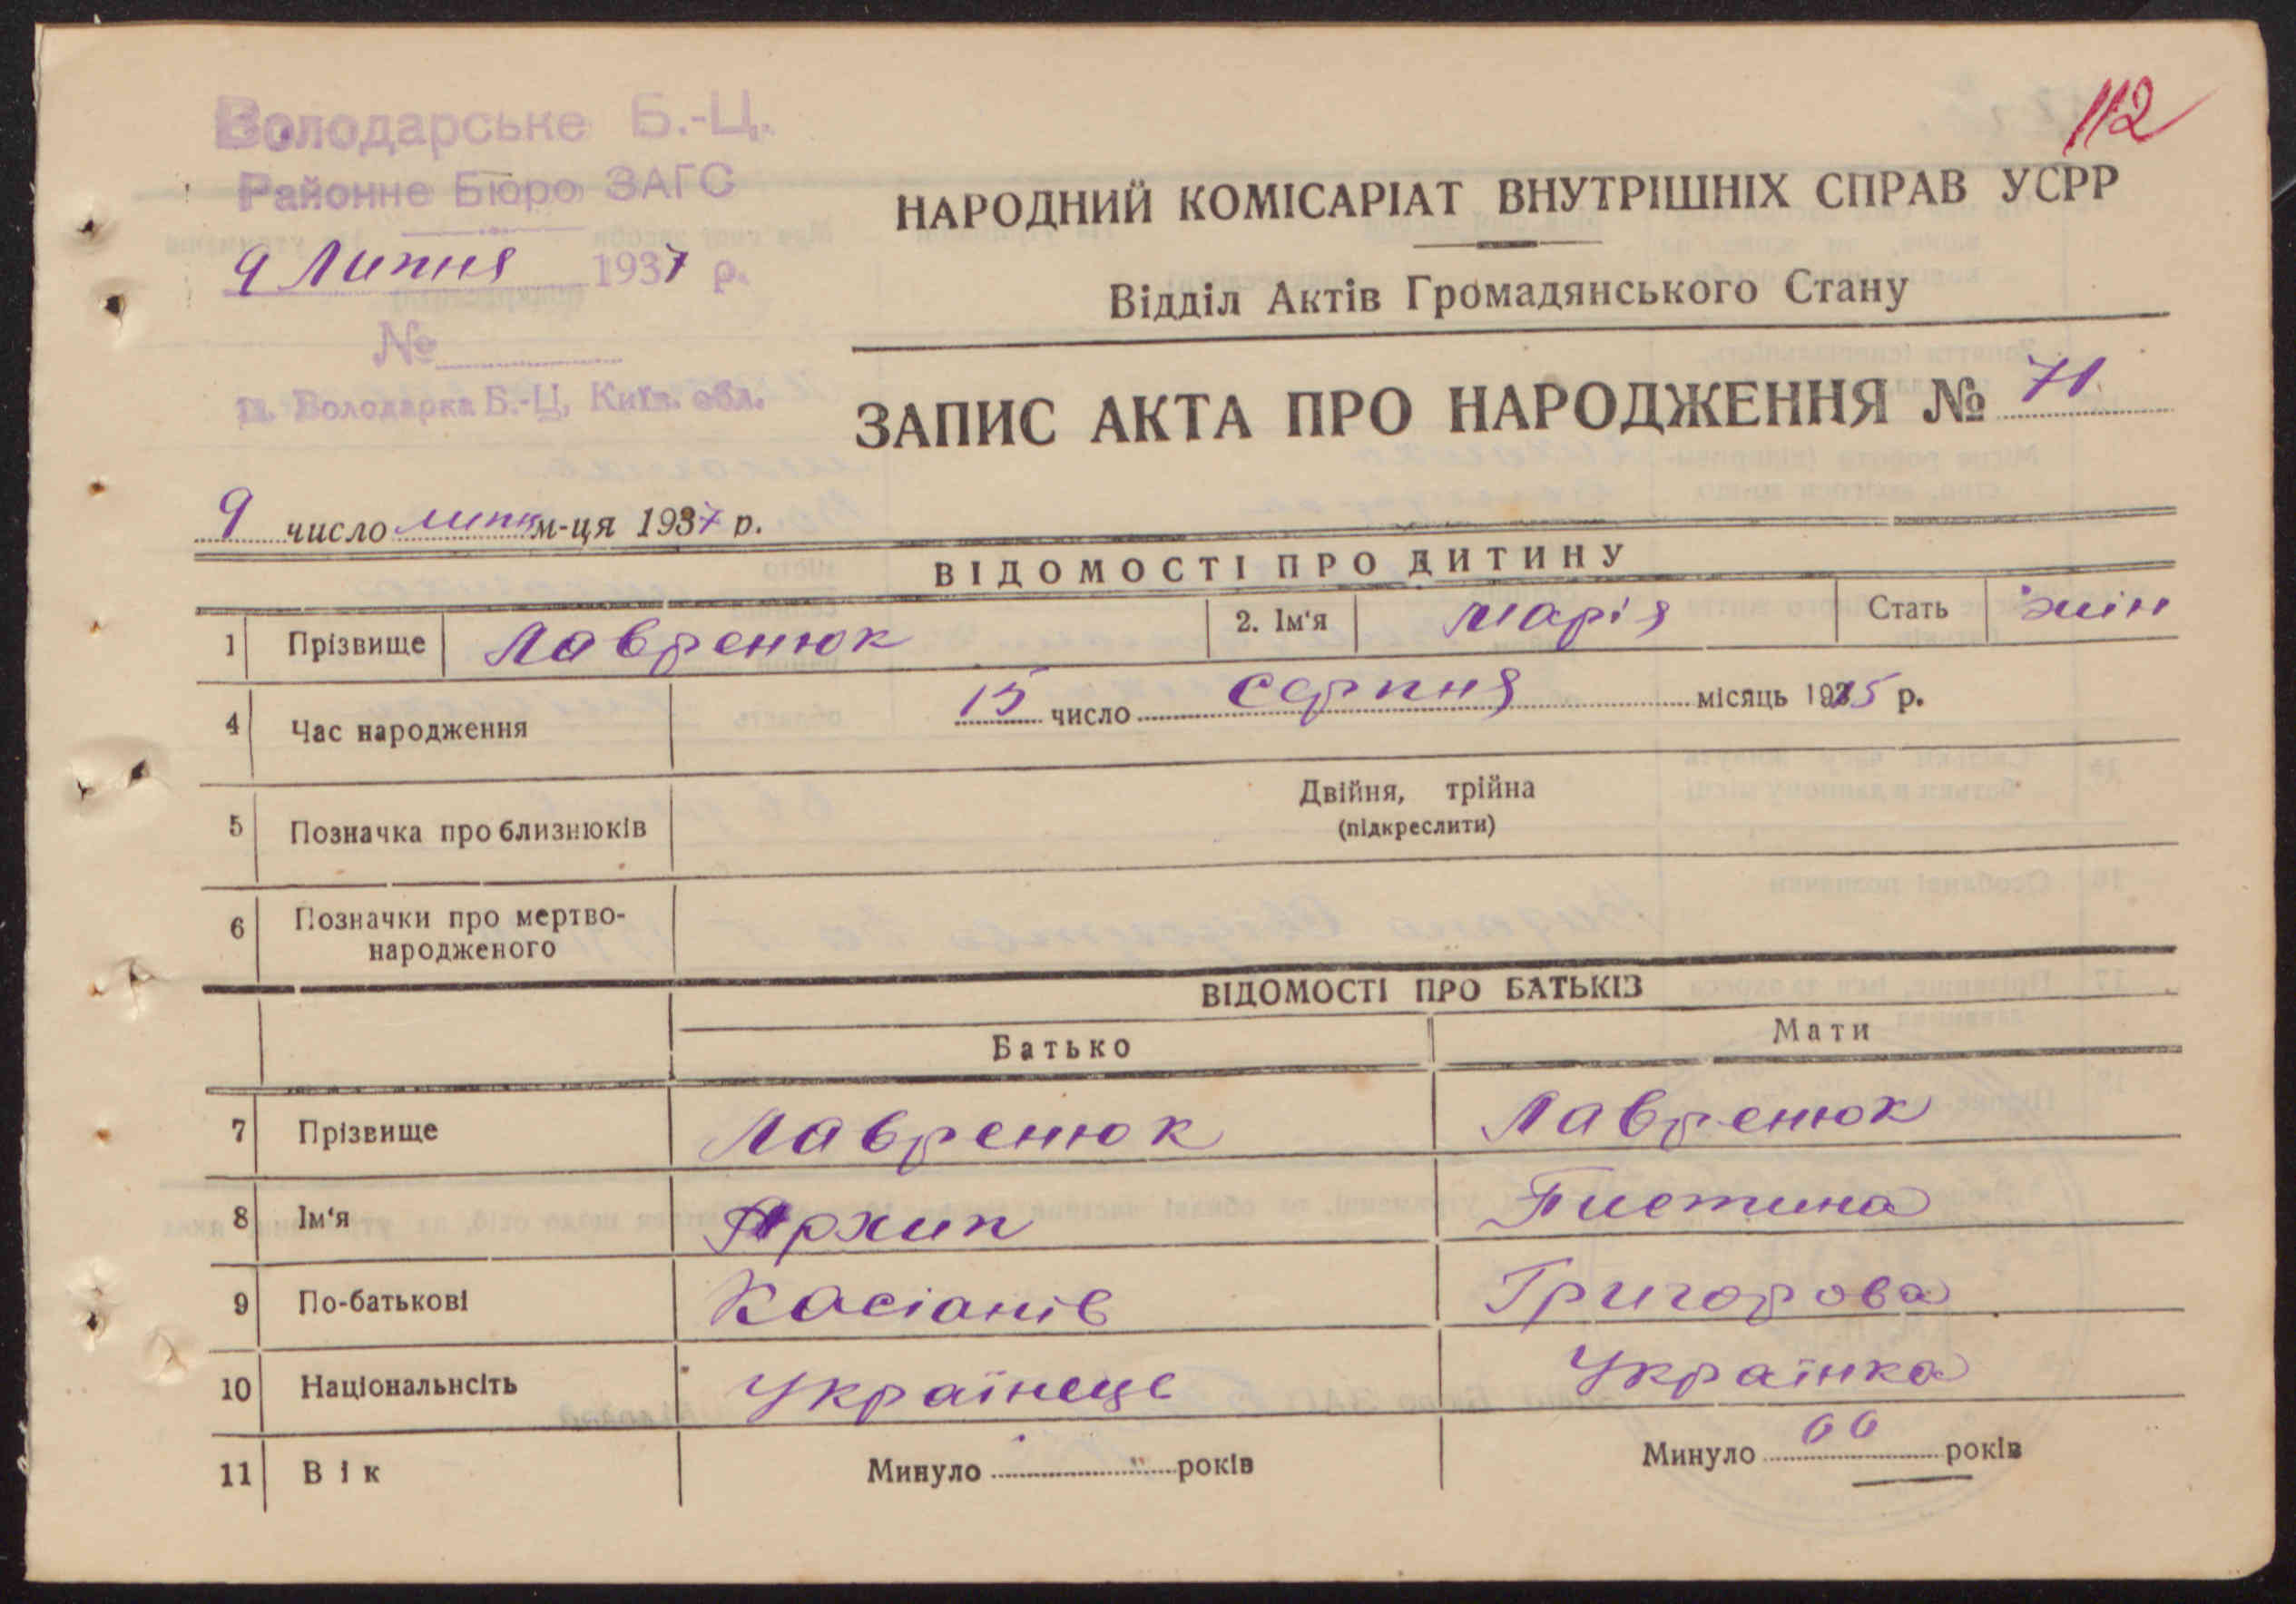 112
Володарське Б.-Ц.
Районне Бюро ЗАГС
9 Липня 1937 р.
№
м. Володарка Б.-Ц. Київ. обл.
НАРОДНИЙ КОМІСАРІАТ ВНУТРІШНІХ СПРАВ УСРР
Відділ Актів Громадянського Стану
ЗАПИС АКТА ПРО НАРОДЖЕННЯ № 71
9 число липн м-ця 1937 р.
ВІДОМОСТІ ПРО ДИТИНУ
1 Прізвище Лавренюк 2. Ім'я Марія Стать жін
4 Час народження 15 число серпня місяць 1915 р.
5 Позначка про близнюків Двійня, трійна
(підкреслити)
6 Позначки про мертво-
народженого
ВІДОМОСТІ ПРО БАТЬКІВ
Батько Мати
7 Прізвище Лавренюк Лавренюк
8 Ім'я Архип Тистина
9 По-батькові Касіанів Григорова
10 Національнсіть Українець Українка
11 Вік Минуло років Минуло 66 років